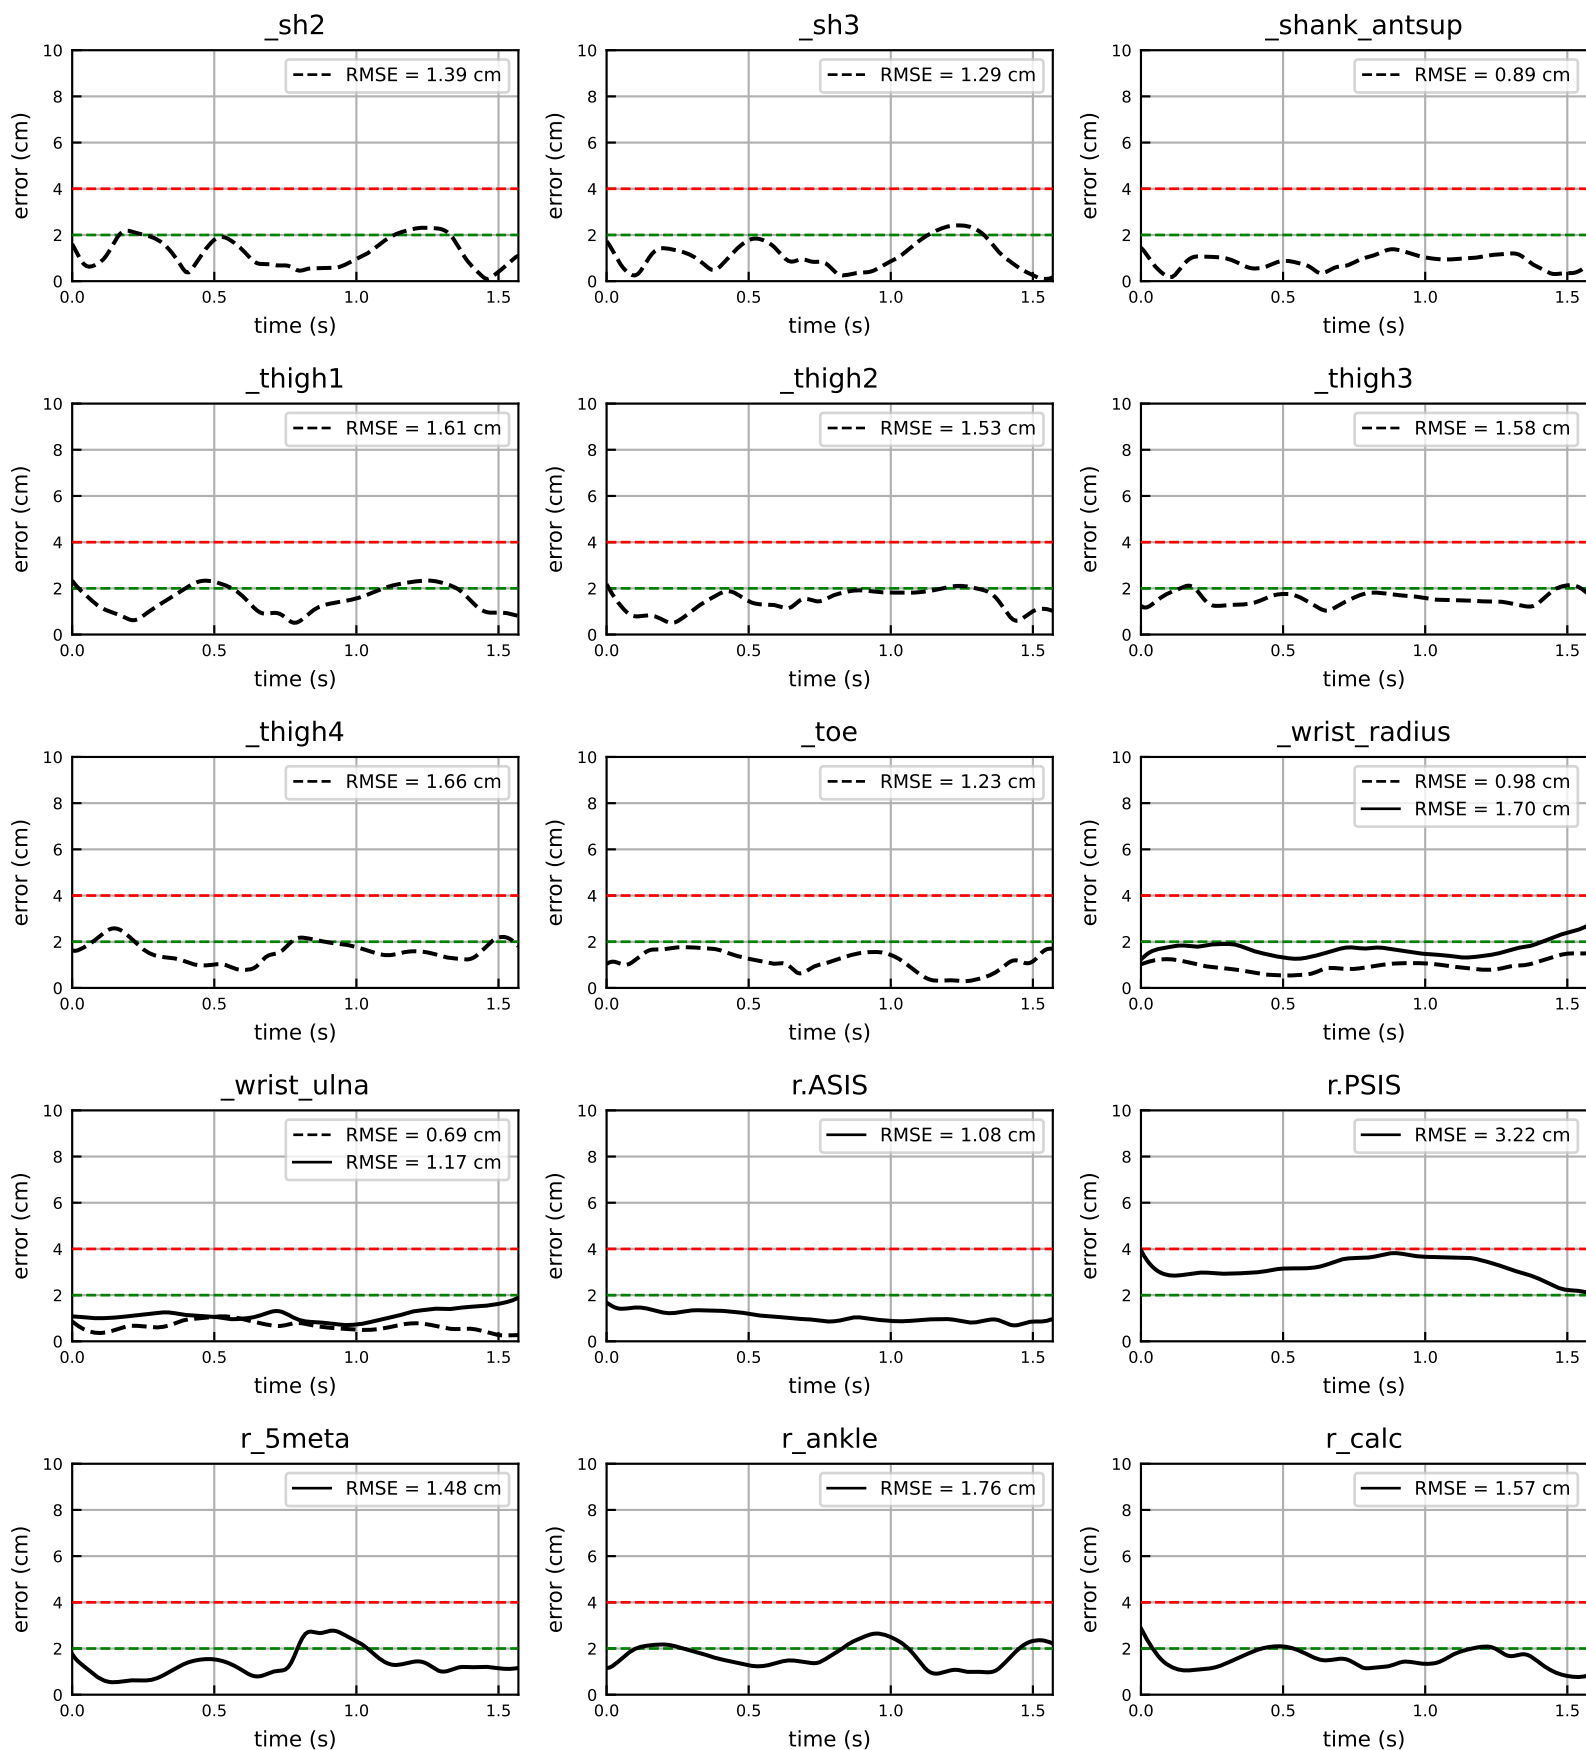 _sh2
_sh3
_shank_antsup
10
8
6
4
2
0
error (cm)
RMSE = 1.39 cm
0.0 0.5 1.0 1.5
time (s)
10
8
6
4
2
0
error (cm)
RMSE = 1.29 cm
0.0 0.5 1.0 1.5
time (s)
10
8
6
4
2
0
error (cm)
RMSE = 0.89 cm
0.0 0.5 1.0 1.5
time (s)
_thigh1
_thigh2
_thigh3
10
8
6
4
2
0
error (cm)
RMSE = 1.61 cm
0.0 0.5 1.0 1.5
time (s)
10
8
6
4
2
0
error (cm)
RMSE = 1.53 cm
0.0 0.5 1.0 1.5
time (s)
10
8
6
4
2
0
error (cm)
RMSE = 1.58 cm
0.0 0.5 1.0 1.5
time (s)
_thigh4
_toe
_wrist_radius
10
8
6
4
2
0
error (cm)
RMSE = 1.66 cm
0.0 0.5 1.0 1.5
time (s)
10
8
6
4
2
0
error (cm)
RMSE = 1.23 cm
0.0 0.5 1.0 1.5
time (s)
10
8
6
4
2
0
error (cm)
RMSE = 0.98 cm
RMSE = 1.70 cm
0.0 0.5 1.0 1.5
time (s)
_wrist_ulna
r.ASIS
r.PSIS
10
8
6
4
2
0
error (cm)
RMSE = 0.69 cm
RMSE = 1.17 cm
0.0 0.5 1.0 1.5
time (s)
10
8
6
4
2
0
error (cm)
RMSE = 1.08 cm
0.0 0.5 1.0 1.5
time (s)
10
8
6
4
2
0
error (cm)
RMSE = 3.22 cm
0.0 0.5 1.0 1.5
time (s)
r_5meta
r_ankle
r_calc
10
8
6
4
2
0
error (cm)
RMSE = 1.48 cm
0.0 0.5 1.0 1.5
time (s)
10
8
6
4
2
0
error (cm)
RMSE = 1.76 cm
0.0 0.5 1.0 1.5
time (s)
10
8
6
4
2
0
error (cm)
RMSE = 1.57 cm
0.0 0.5 1.0 1.5
time (s)